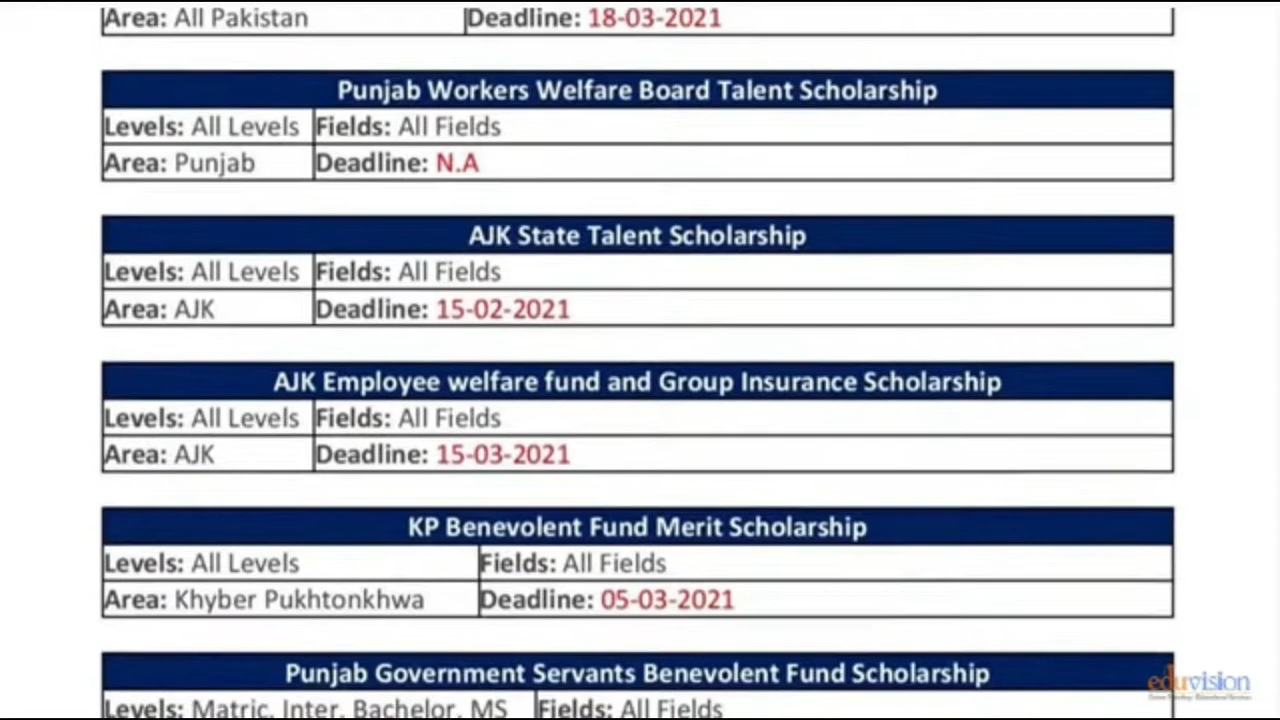 Area: All Pakistan Deadline: 18-03-2021
Punjab Workers Welfare Board Talent Scholarship
Levels: All Levels Fields: All Fields
Area: Punjab Deadline: N.A
AJK State Talent Scholarship
Levels: All Levels Fields: All Fields
Area: AJK Deadline: 15-02-2021
AJK Employee welfare fund and Group Insurance Scholarship
Levels: All Levels Fields: All Fields
Area: AJK Deadline: 15-03-2021
KP Benevolent Fund Merit Scholarship
Levels: All Levels Fields: All Fields
Area: Khyber Pukhtonkhwa Deadline: 05-03-2021
Punjab Government Servants Benevolent Fund Scholarship
Levels: Matric, Inter, Bachelor, MS Fields: All Fields
eduvision